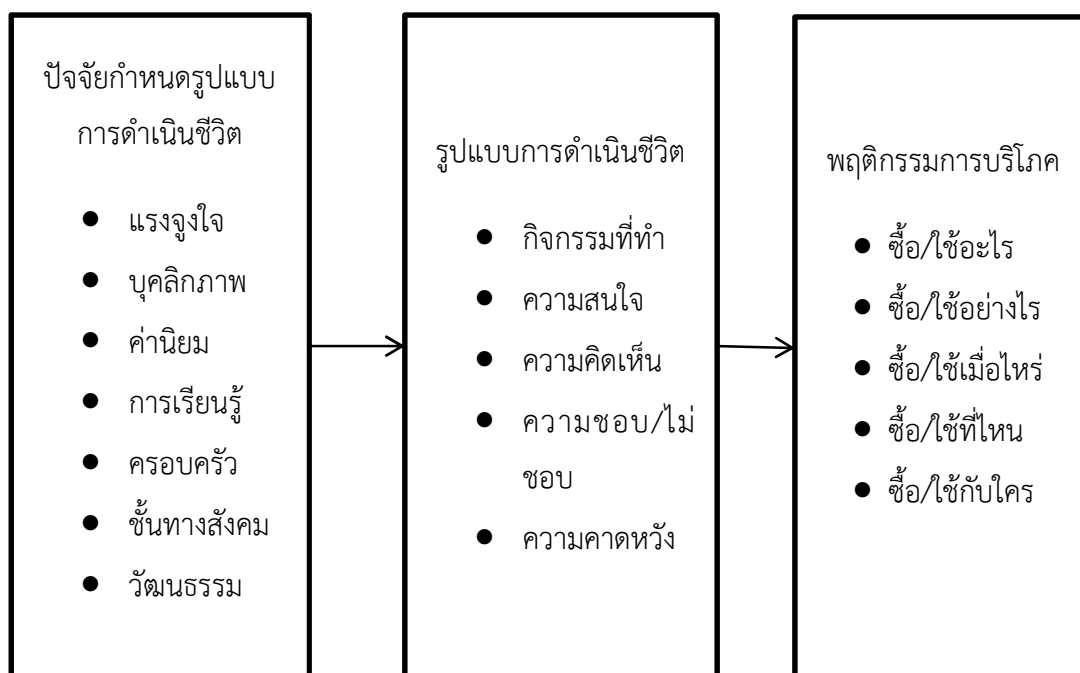 ปัจจัยกำหนดรูปแบบ
การดำเนินชีวิต
● แรงจูงใจ
● บุคลิกภาพ
● ค่านิยม
● การเรียนรู้
● ครอบครัว
● ชั้นทางสังคม
● วัฒนธรรม
รูปแบบการดำเนินชีวิต
● กิจกรรมที่ทำ
● ความสนใจ
● ความคิดเห็น
● ความชอบ/ไม่
ชอบ
● ความคาดหวัง
พฤติกรรมการบริโภค
● ซื้อ/ใช้อะไร
● ซื้อ/ใช้อย่างไร
● ซื้อ/ใช้เมื่อไหร่
● ซื้อ/ใช้ที่ไหน
● ซื้อ/ใช้กับใคร